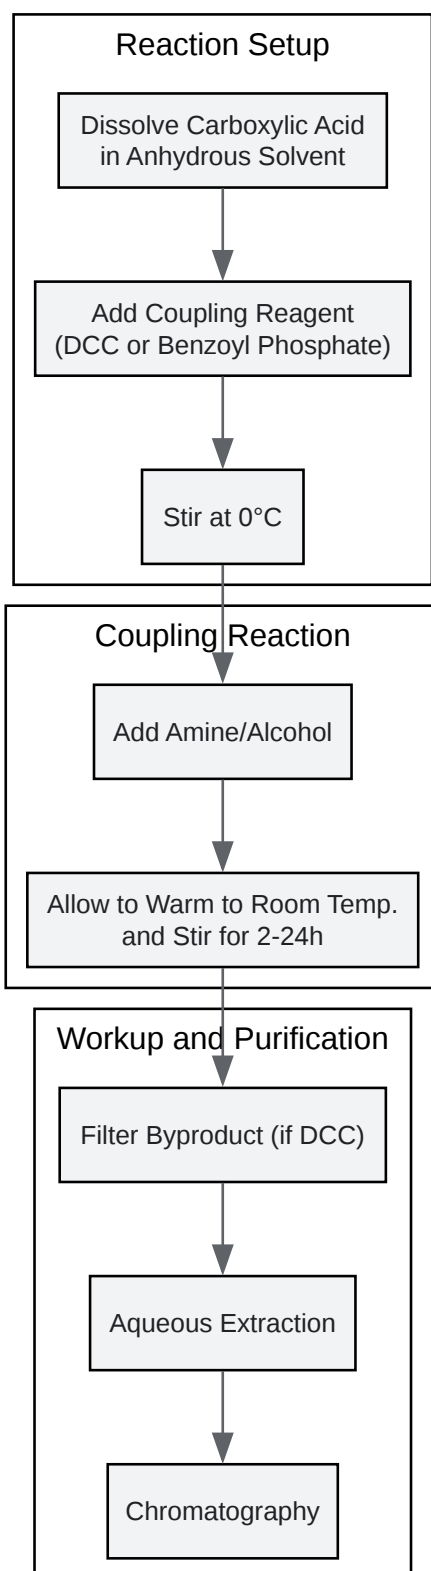 Reaction Setup
Dissolve Carboxylic Acid
in Anhydrous Solvent
Add Coupling Reagent
(DCC or Benzoyl Phosphate)
Stir at 0°C
Coupling Reaction
Add Amine/Alcohol
Allow to Warm to Room Temp.
and Stir for 2-24h
Workup and Purification
Filter Byproduct (if DCC)
Aqueous Extraction
Chromatography